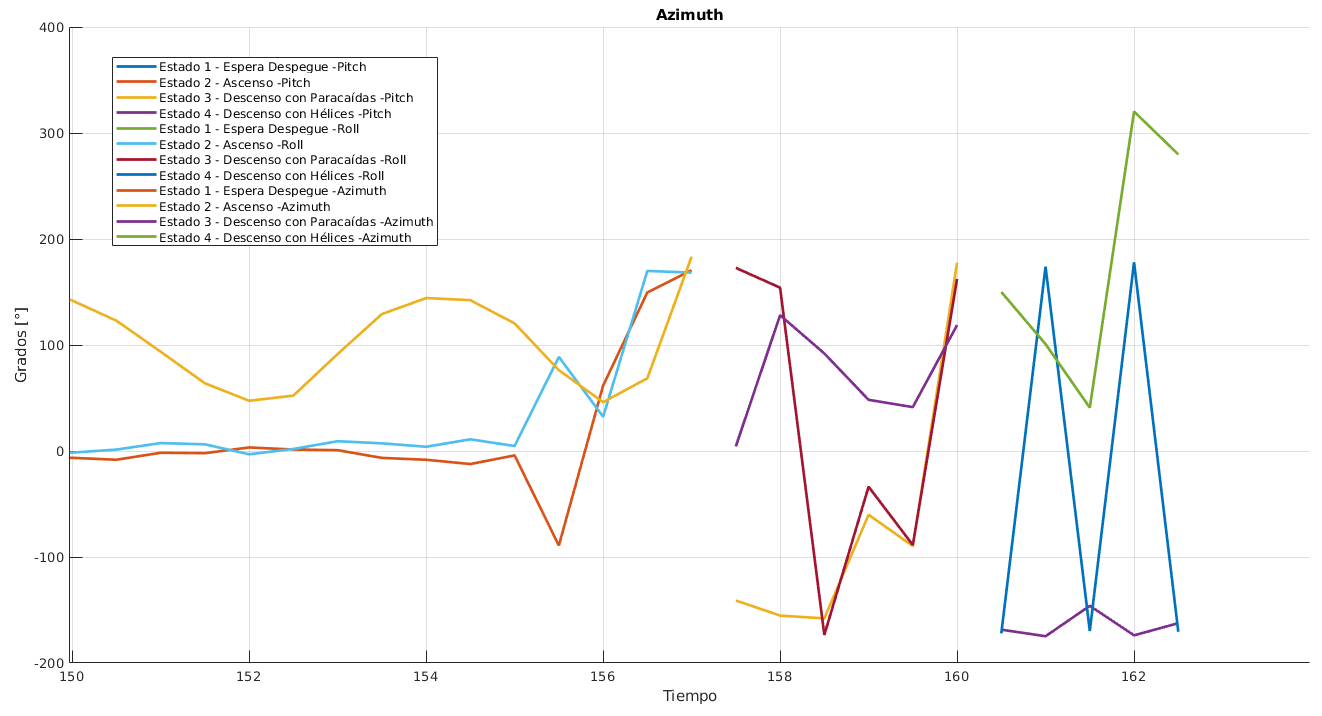 Azimuth
400
300
200
100
0
-100
-200
Grados [°]
Estado 1 - Espera Despegue -Pitch
Estado 2 - Ascenso -Pitch
Estado 3 - Descenso con Paracaídas -Pitch
Estado 4 - Descenso con Hélices -Pitch
Estado 1 - Espera Despegue -Roll
Estado 2 - Ascenso -Roll
Estado 3 - Descenso con Paracaídas -Roll
Estado 4 - Descenso con Hélices -Roll
Estado 1 - Espera Despegue -Azimuth
Estado 2 - Ascenso -Azimuth
Estado 3 - Descenso con Paracaídas -Azimuth
Estado 4 - Descenso con Hélices -Azimuth
150 152 154 156 158 160 162
Tiempo